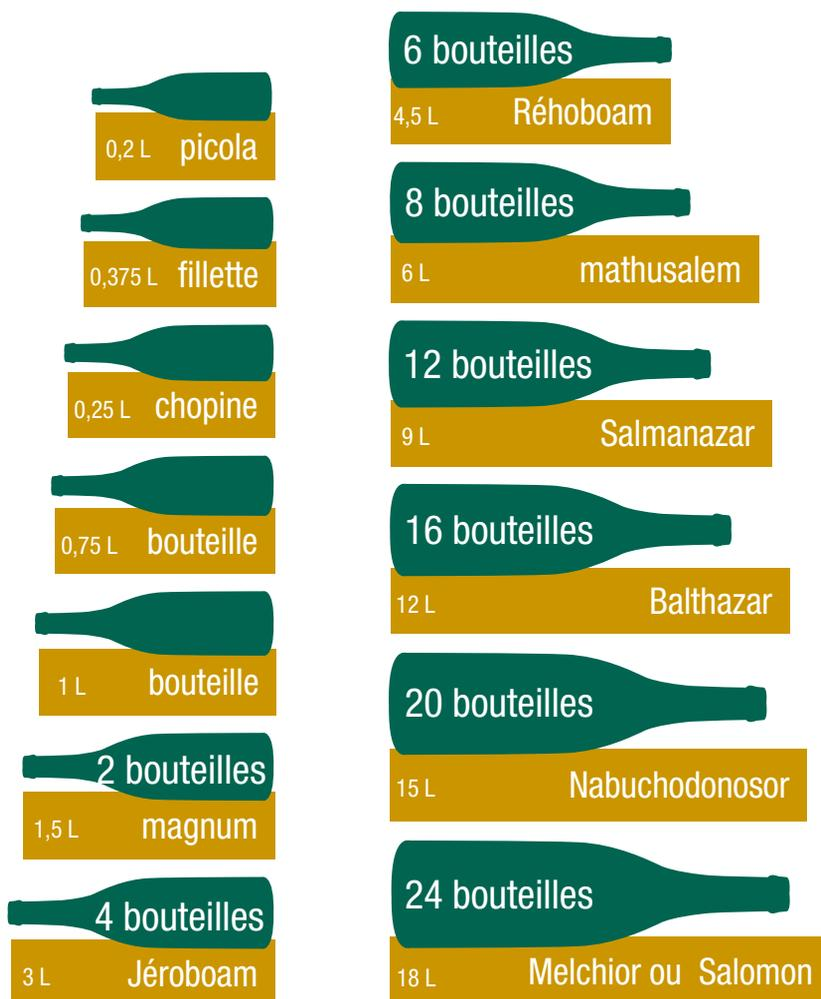 0,2 L picola
0,375 L fillette
0,25 L chopine
0,75 L bouteille
1 L bouteille
2 bouteilles
1,5 L magnum
4 bouteilles
3 L Jéroboam
6 bouteilles
4,5 L Réhoboam
8 bouteilles
6 L mathusalem
12 bouteilles
9 L Salmanazar
16 bouteilles
12 L Balthazar
20 bouteilles
15 L Nabuchodonosor
24 bouteilles
18 L Melchior ou Salomon